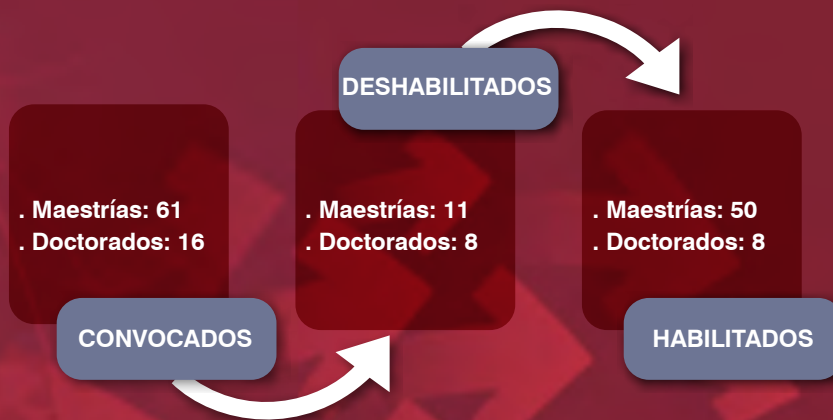 . Maestrías: 61
. Doctorados: 16
CONVOCADOS
DESHABILITADOS
. Maestrías: 11
. Doctorados: 8
. Maestrías: 50
. Doctorados: 8
HABILITADOS